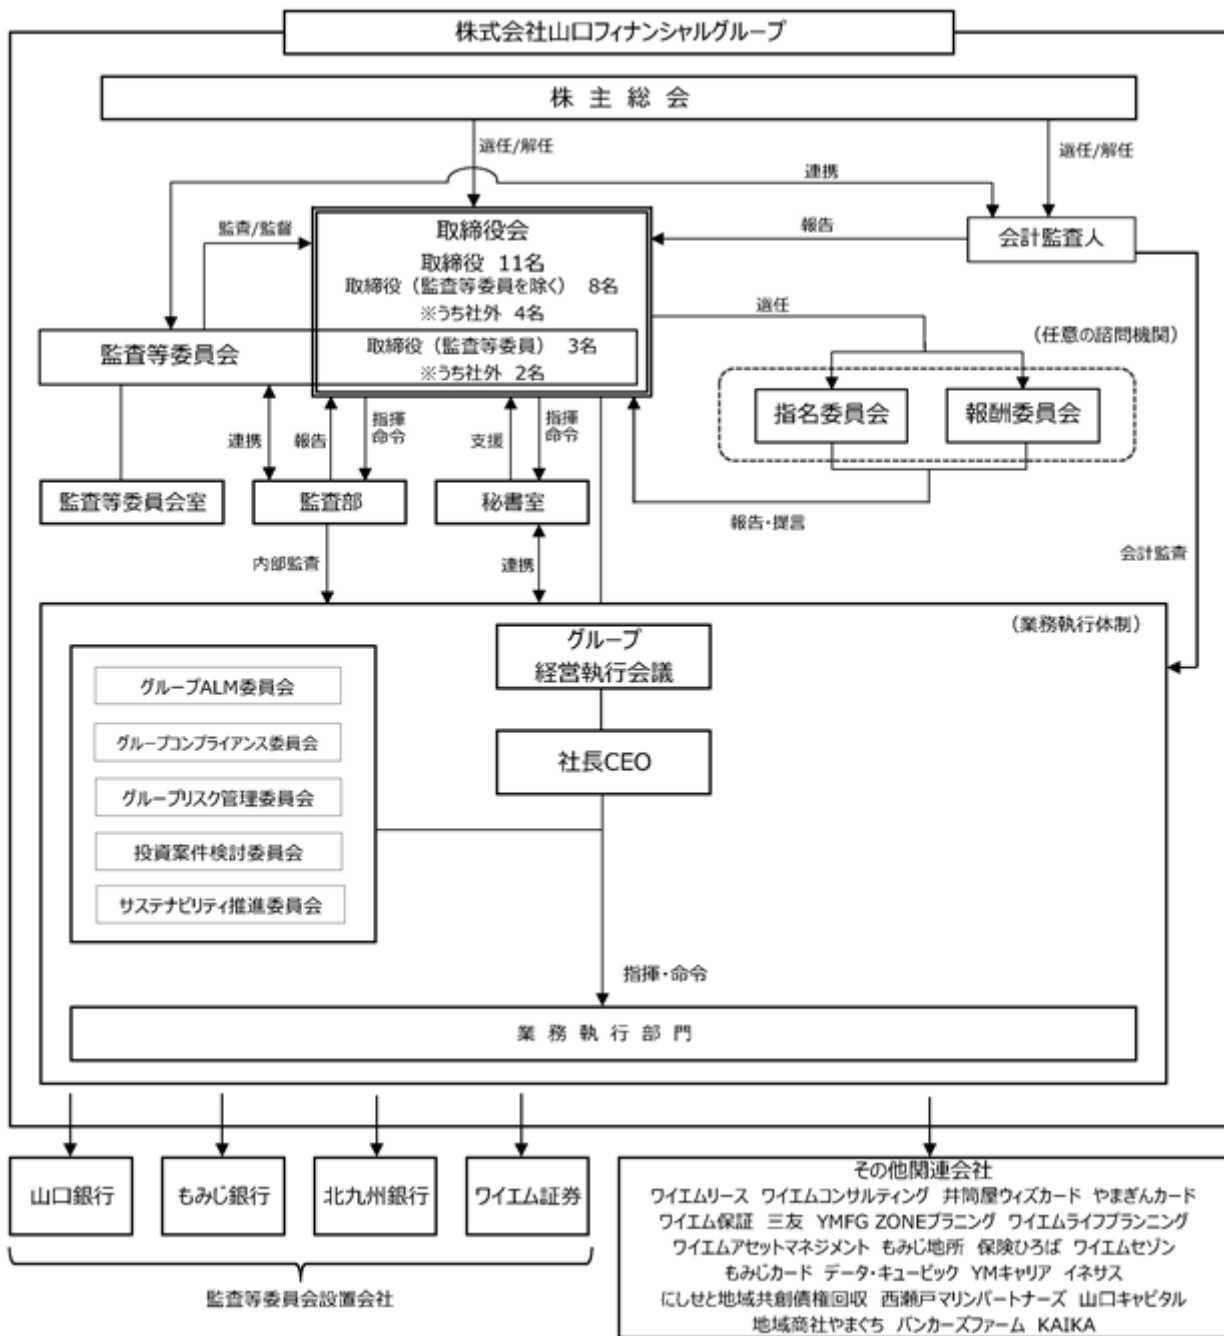 株式会社山口フィナンシャルグループ
株 主 総 会
選任/解任
選任/解任
連携
監査/監督
取締役会
取締役 11名
取締役（監査等委員を除く） 8名
※うち社外 4名
報告
会計監査人
選任
（任意の諮問機関）
監査等委員会
取締役（監査等委員） 3名
※うち社外 2名
指名委員会
報酬委員会
連携
報告
指揮
命令
支援
指揮
命令
監査等委員会室
監査部
秘書室
報告・提言
内部監査
連携
会計監査
（業務執行体制）
グループ
経営執行会議
グループALM委員会
グループコンプライアンス委員会
社長CEO
グループリスク管理委員会
投資案件検討委員会
サステナビリティ推進委員会
指揮・命令
業 務 執 行 部 門
山口銀行
もみじ銀行
北九州銀行
ワイエム証券
監査等委員会設置会社
その他関連会社
ワイエムリース ワイエムコンサルティング 井筒屋ウィズカード やまぎんカード
ワイエム保証 三友 YMFG ZONEプラニング ワイエムライフプランニング
ワイエムアセットマネジメント もみじ地所 保険ひろば ワイエムセゾン
もみじカード データ・キュービック YMキャリア イネサス
にしせと地域共創債権回収 西瀬戸マリンパートナーズ 山口キャピタル
地域商社やまぐち バンカーズファーム KAIKA